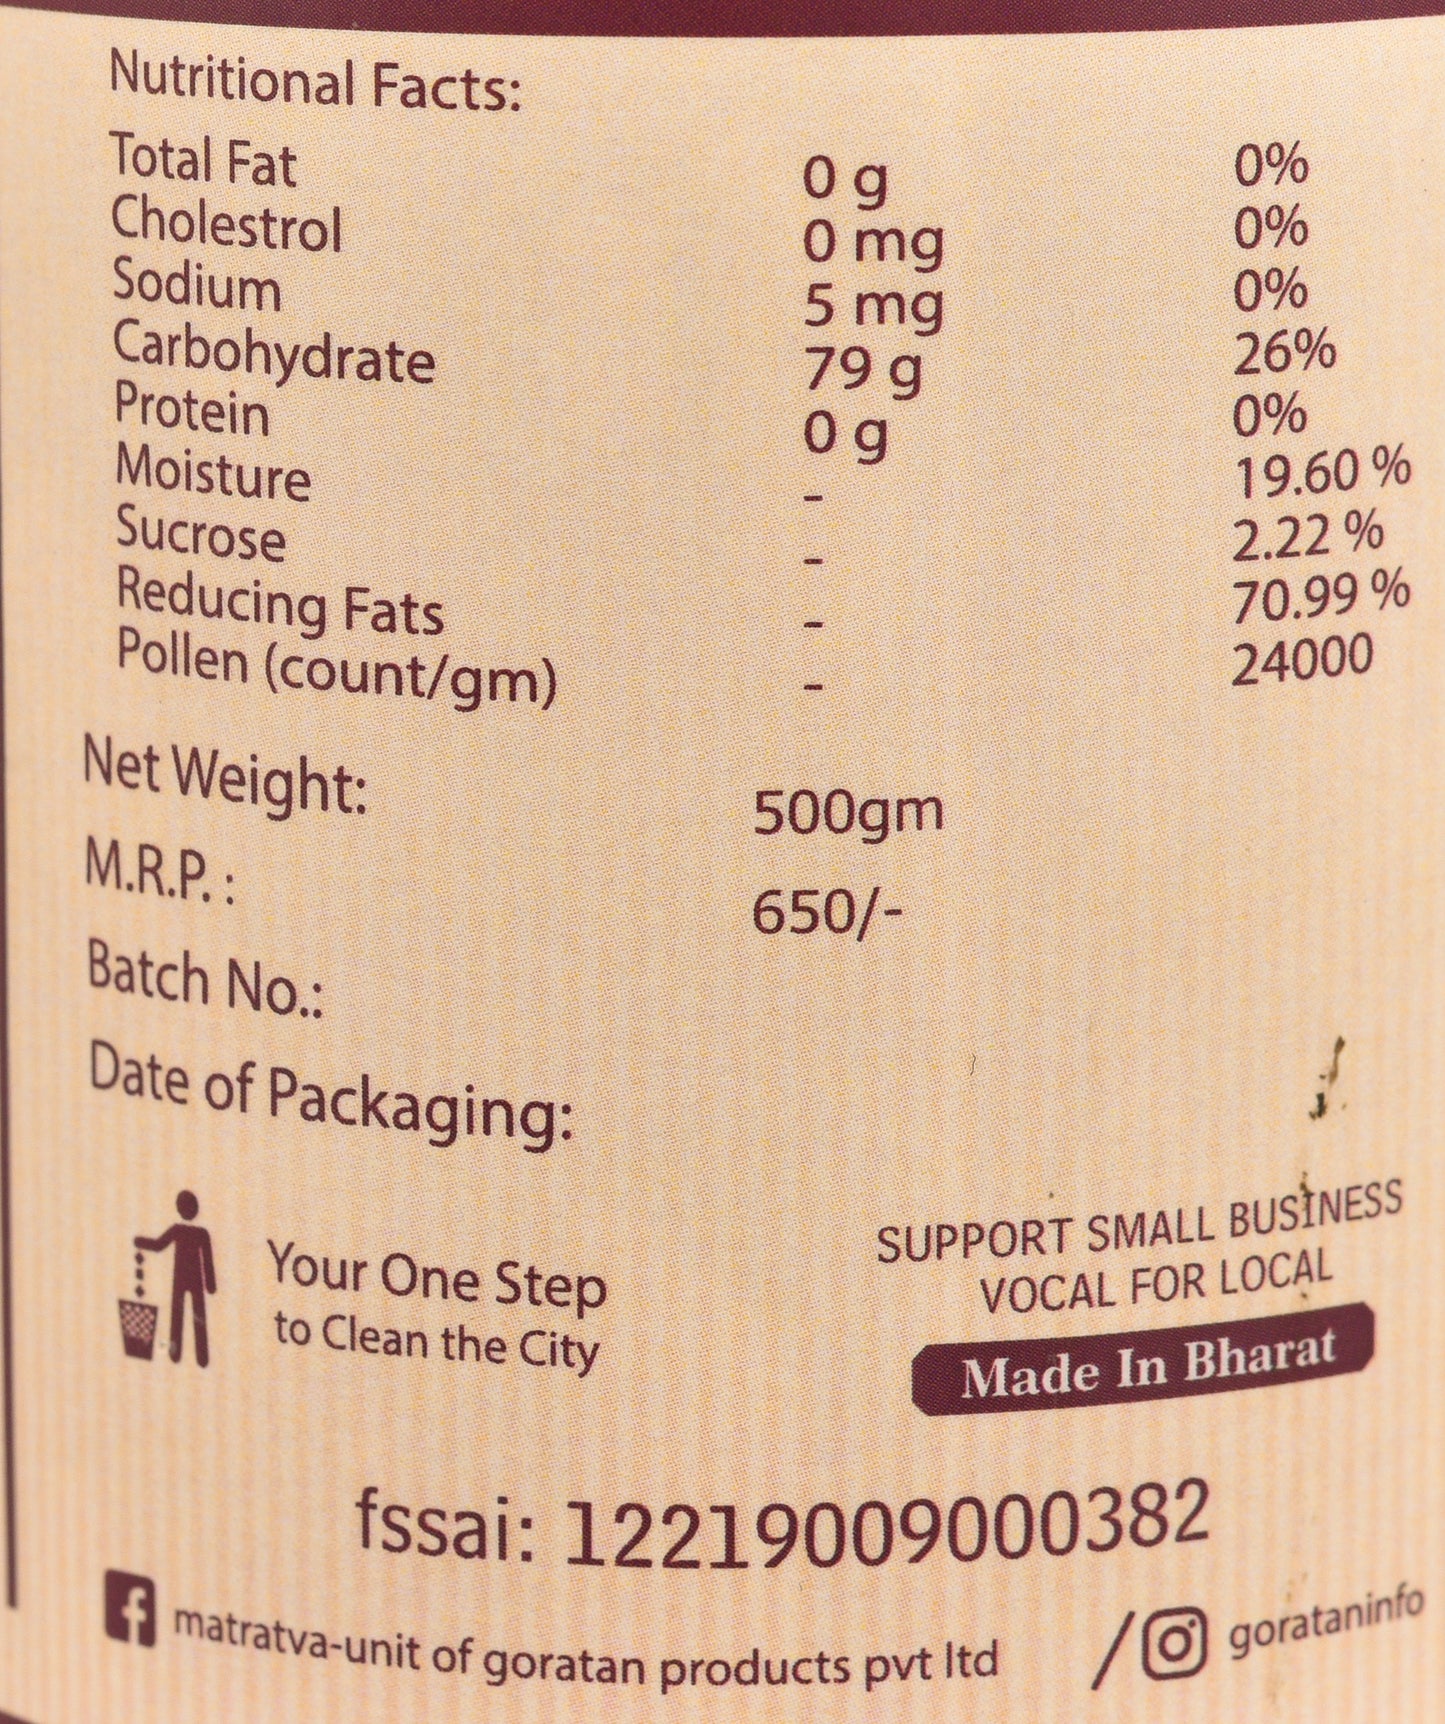 Nutritional Facts:
Total Fat 0 g 0%
Cholestrol 0 mg 0%
Sodium 5 mg 0%
Carbohydrate 79 g 26%
Protein 0 g 0%
Moisture - 19.60 %
Sucrose - 2.22 %
Reducing Fats - 70.99 %
Pollen (count/gm) - 24000
Net Weight: 500gm
M.R.P. : 650/-
Batch No.:
Date of Packaging:
Your One Step
to Clean the City
SUPPORT SMALL BUSINESS
VOCAL FOR LOCAL
Made In Bharat
fssai: 12219009000382
matratva-unit of goratan products pvt ltd / gorataninfo